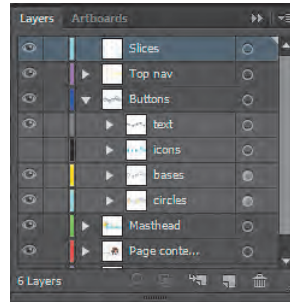 Layers Artboards
Slices
Top nav
Buttons
text
icons
bases
circles
Masthead
Page conte...
6 Layers